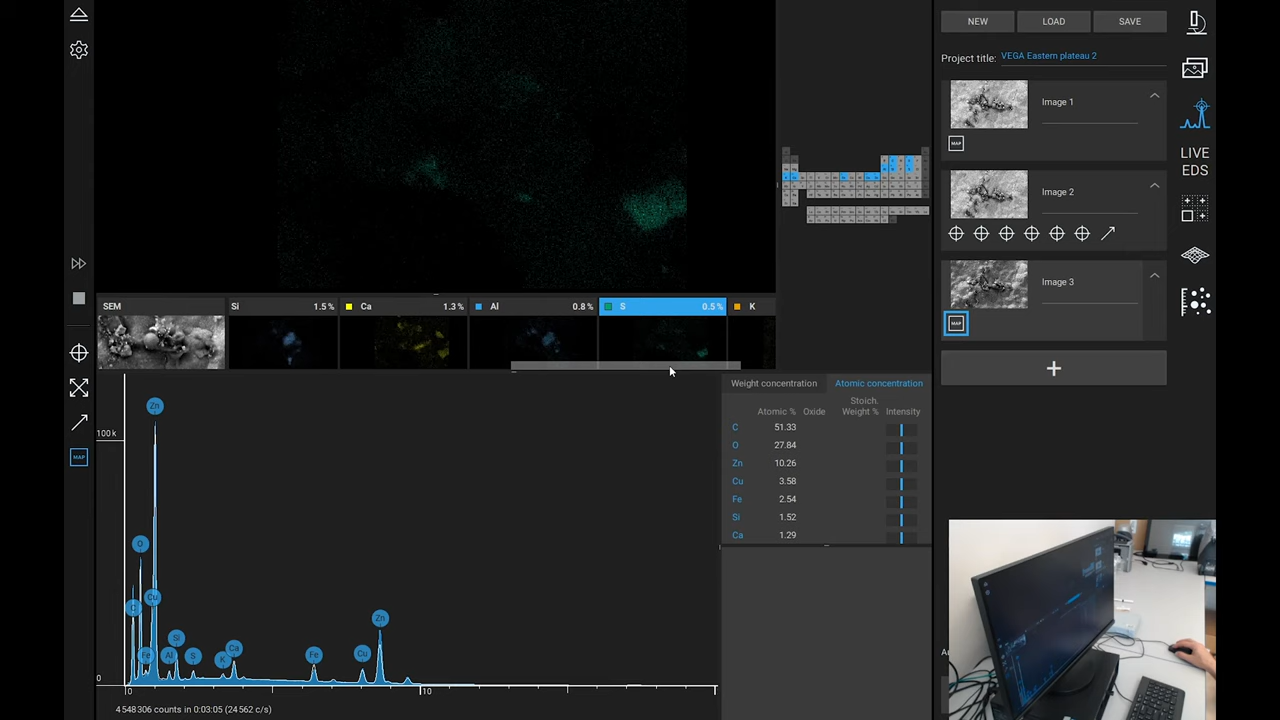 NEW LOAD SAVE
Project title: VEGA Eastern plateau 2
Image 1
MAP
LIVE
EDS
Image 2
Image 3
MAP
SEM Si 1.5% Ca 1.3% Al 0.8% S 0.5% K
Weight concentration Atomic concentration
Atomic % Oxide Stoich. Weight % Intensity
C 51.33
O 27.84
Zn 10.26
Cu 3.58
Fe 2.54
Si 1.52
Ca 1.29
MAP
100 k
Zn
O
Cu
C
Zn
Si
Ca
Fe Al S K Fe Cu
0
0 10
4 548 306 counts in 0:03:05 (24 562 c/s)